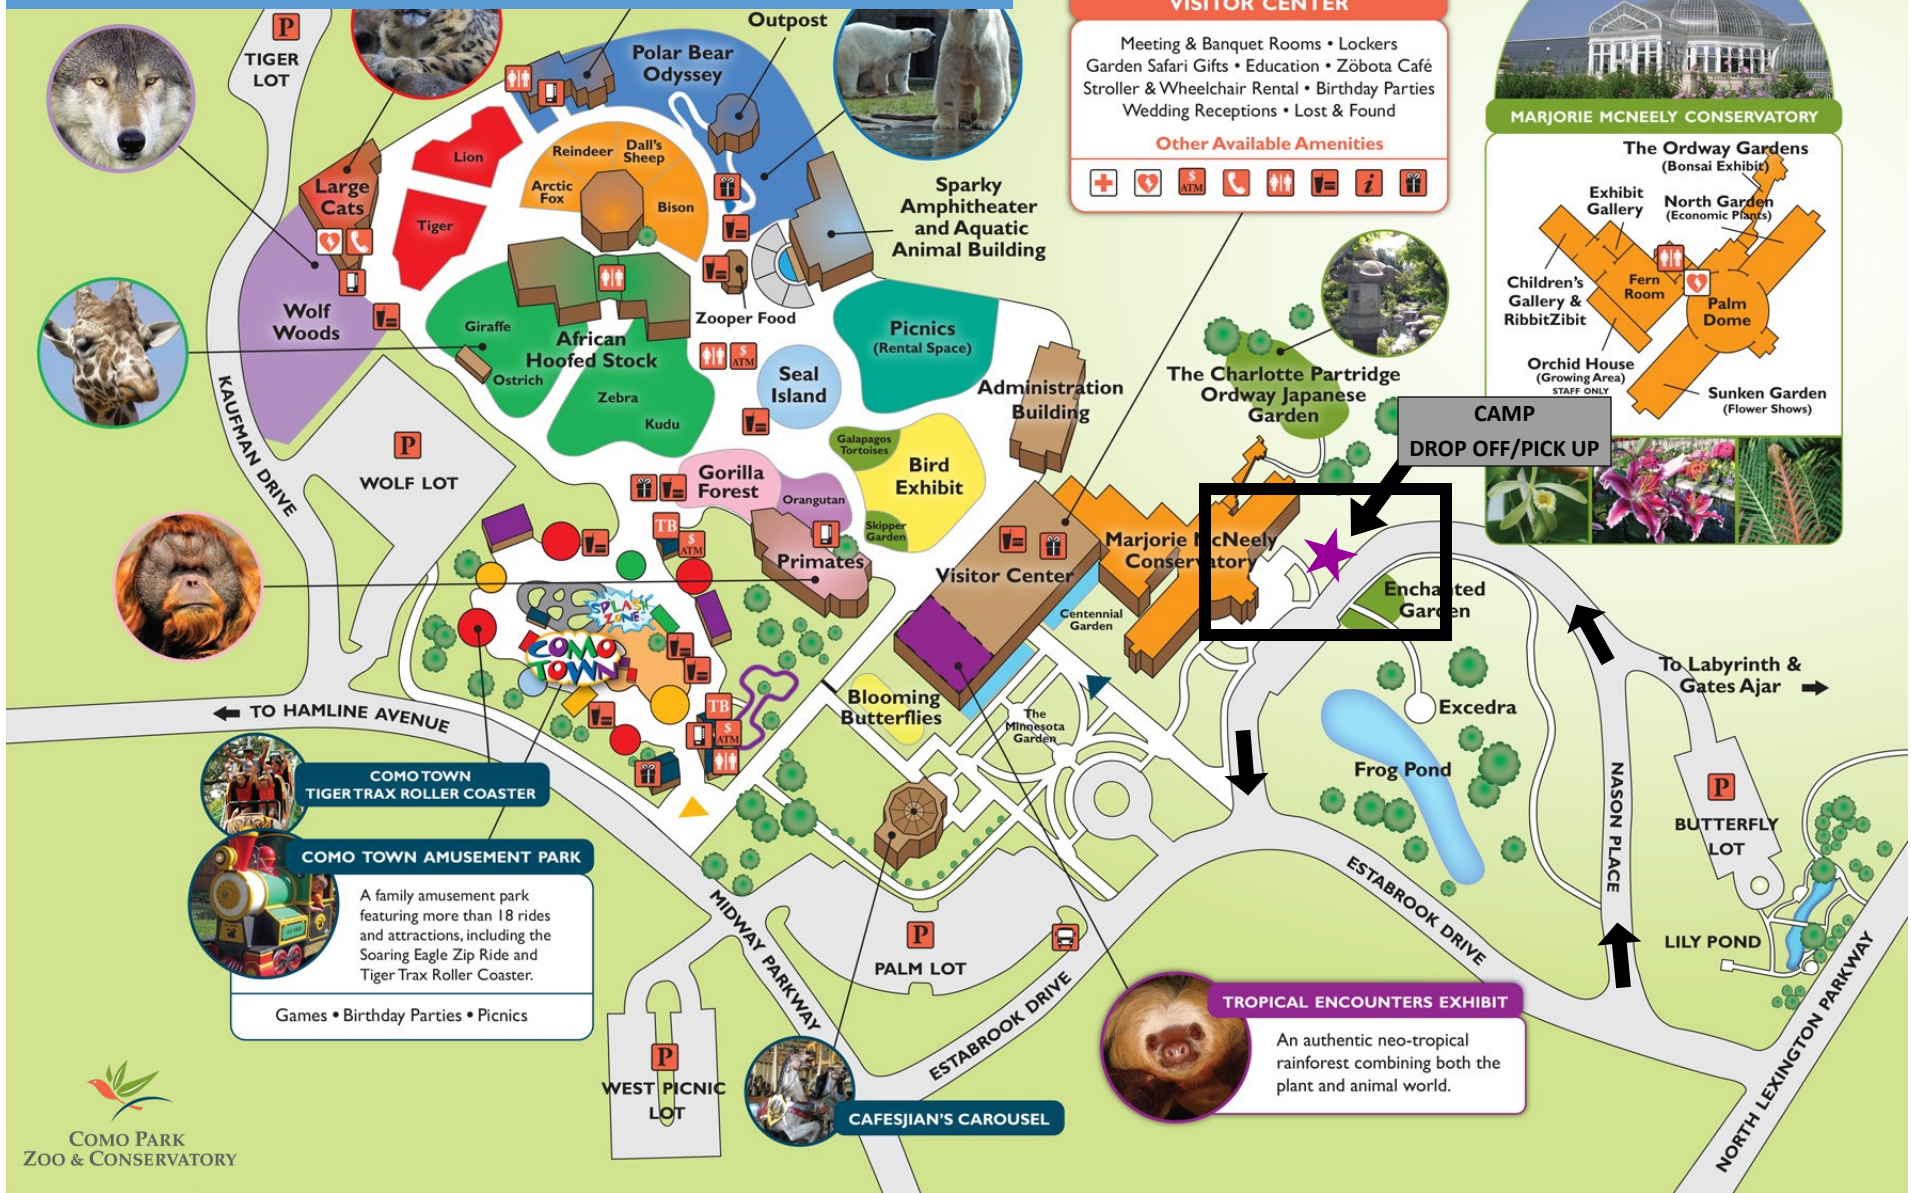 P
TIGER
LOT
Outpost
Polar Bear
Odyssey
Lion
Reindeer
Dall's
Sheep
Arctic
Fox
Bison
Tiger
Large
Cats
Wolf
Woods
Sparky
Amphitheater
and Aquatic
Animal Building
Zooper Food
Giraffe
African
Hoofed Stock
Ostrich
Zebra
Kudu
$
ATM
Seal
Island
Picnics
(Rental Space)
Administration
Building
Galapagos
Tortoises
Bird
Exhibit
Skipper
Garden
Gorilla
Forest
Orangutan
Primates
KAUFMAN DRIVE
P
WOLF LOT
TB
$
ATM
SPLASH
ZONE
COMO
TOWN
TB
$
ATM
TO HAMLINE AVENUE
COMO TOWN
TIGER TRAX ROLLER COASTER
COMO TOWN AMUSEMENT PARK
A family amusement park
featuring more than 18 rides
and attractions, including the
Soaring Eagle Zip Ride and
Tiger Trax Roller Coaster.
Games • Birthday Parties • Picnics
COMO PARK
ZOO & CONSERVATORY
VISITOR CENTER
Meeting & Banquet Rooms • Lockers
Garden Safari Gifts • Education • Zöbota Café
Stroller & Wheelchair Rental • Birthday Parties
Wedding Receptions • Lost & Found
Other Available Amenities
$
ATM
i
MARJORIE MCNEELY CONSERVATORY
The Ordway Gardens
(Bonsai Exhibit)
Exhibit
Gallery
North Garden
(Economic Plants)
Children's
Gallery &
RibbitZibit
Fern
Room
Palm
Dome
Orchid House
(Growing Area)
STAFF ONLY
Sunken Garden
(Flower Shows)
The Charlotte Partridge
Ordway Japanese
Garden
CAMP
DROP OFF/PICK UP
Marjorie McNeely
Conservatory
Visitor Center
Centennial
Garden
Enchanted
Garden
Blooming
Butterflies
The
Minnesota
Garden
Excedra
Frog Pond
To Labyrinth &
Gates Ajar
NASON PLACE
P
BUTTERFLY
LOT
LILY POND
ESTABROOK DRIVE
NORTH LEXINGTON PARKWAY
MIDWAY PARKWAY
P
PALM LOT
ESTABROOK DRIVE
P
WEST PICNIC
LOT
CAFESJIAN'S CAROUSEL
TROPICAL ENCOUNTERS EXHIBIT
An authentic neo-tropical
rainforest combining both the
plant and animal world.